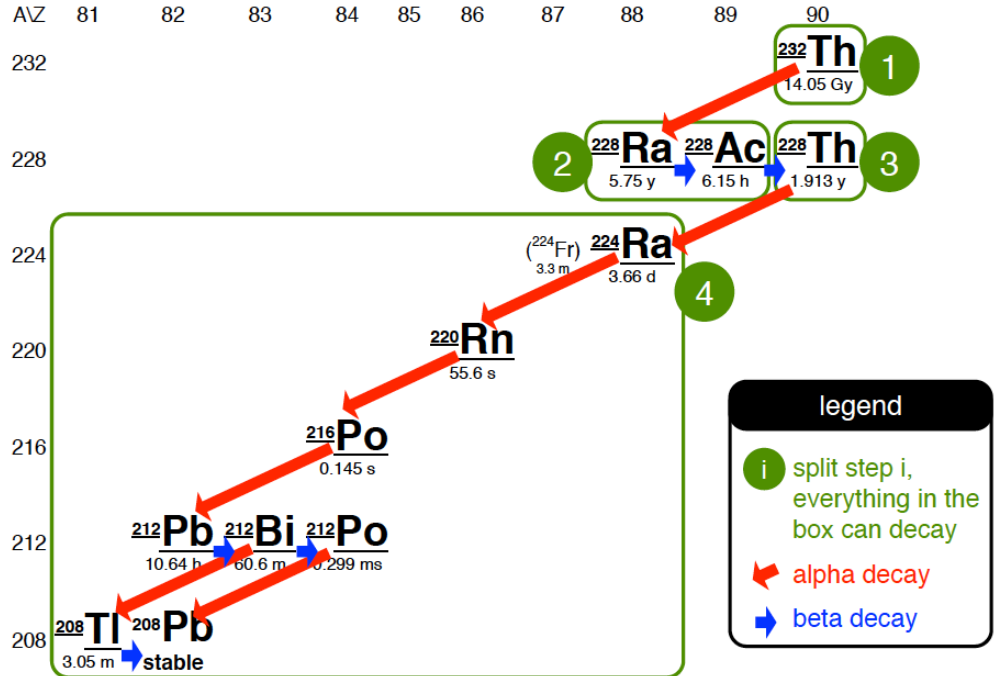 A\Z 81 82 83 84 85 86 87 88 89 90
232 232Th 1
14.05 Gy
228 2 228Ra 228Ac 228Th 3
5.75 y 6.15 h 1.913 y
224 (224Fr) 224Ra
3.3 m 3.66 d
4
220 220Rn
55.6 s
216 216Po
0.145 s
212 212Pb 212Bi 212Po
10.64 h 60.6 m 0.299 ms
208 208Tl 208Pb
3.05 m stable
legend
i split step i,
everything in the
box can decay
alpha decay
beta decay